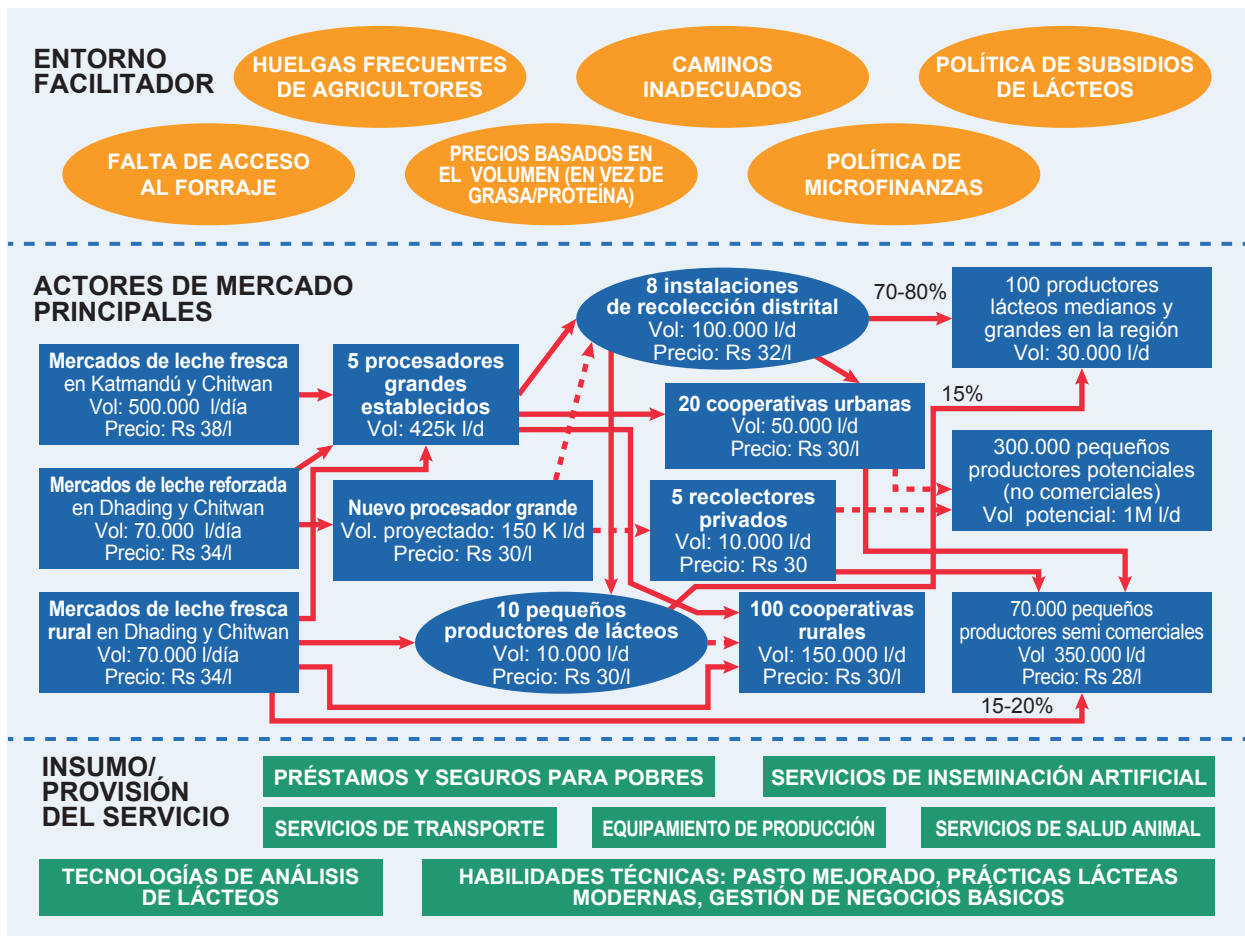 ENTORNO
FACILITADOR
HUELGAS FRECUENTES
DE AGRICULTORES
CAMINOS
INADECUADOS
POLÍTICA DE SUBSIDIOS
DE LÁCTEOS
FALTA DE ACCESO
AL FORRAJE
PRECIOS BASADOS EN
EL VOLUMEN (EN VEZ DE
GRASA/PROTEÍNA)
POLÍTICA DE
MICROFINANZAS
ACTORES DE MERCADO
PRINCIPALES
Mercados de leche fresca
en Katmandú y Chitwan
Vol: 500.000 l/día
Precio: Rs 38/l
Mercados de leche reforzada
en Dhading y Chitwan
Vol: 70.000 l/día
Precio: Rs 34/l
Mercados de leche fresca
rural en Dhading y Chitwan
Vol: 70.000 l/día
Precio: Rs 34/l
5 procesadores
grandes
establecidos
Vol: 425k l/d
Nuevo procesador grande
Vol. proyectado: 150 K l/d
Precio: Rs 30/l
10 pequeños
productores de lácteos
Vol: 10.000 l/d
Precio: Rs 30/l
8 instalaciones
de recolección distrital
Vol: 100.000 l/d
Precio: Rs 32/l
20 cooperativas urbanas
Vol: 50.000 l/d
Precio: Rs 30/l
5 recolectores
privados
Vol: 10.000 l/d
Precio: Rs 30
100 cooperativas
rurales
Vol: 150.000 l/d
Precio: Rs 30/l
70-80%
15%
15-20%
100 productores
lácteos medianos y
grandes en la región
Vol: 30.000 l/d
300.000 pequeños
productores potenciales
(no comerciales)
Vol potencial: 1M l/d
70.000 pequeños
productores semi comerciales
Vol 350.000 l/d
Precio: Rs 28/l
INSUMO/
PROVISIÓN
DEL SERVICIO
PRÉSTAMOS Y SEGUROS PARA POBRES
SERVICIOS DE INSEMINACIÓN ARTIFICIAL
SERVICIOS DE TRANSPORTE
EQUIPAMIENTO DE PRODUCCIÓN
SERVICIOS DE SALUD ANIMAL
TECNOLOGÍAS DE ANÁLISIS
DE LÁCTEOS
HABILIDADES TÉCNICAS: PASTO MEJORADO, PRÁCTICAS LÁCTEAS
MODERNAS, GESTIÓN DE NEGOCIOS BÁSICOS